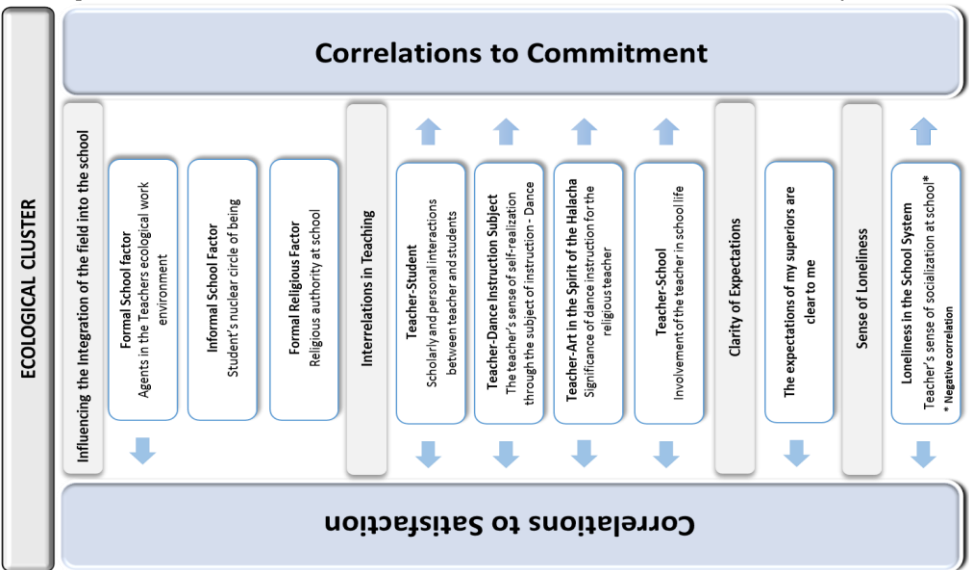 ECOLOGICAL CLUSTER
Correlations to Commitment
Influencing the Integration of the field into the school
Formal School factor
Agents in the Teachers ecological work
environment
Informal School Factor
Student's nuclear circle of being
Formal Religious Factor
Religious authority at school
Interrelations in Teaching
Teacher-Student
Scholarly and personal interactions
between teacher and students
Teacher-Dance Instruction Subject
The teacher's sense of self-realization
through the subject of instruction - Dance
Teacher-Art in the Spirit of the Halacha
Significance of dance instruction for the
religious teacher
Teacher-School
Involvement of the teacher in school life
Clarity of Expectations
The expectations of my superiors are
clear to me
Sense of Loneliness
Loneliness in the School System
Teacher's sense of socialization at school*
* Negative correlation
Correlations to Satisfaction